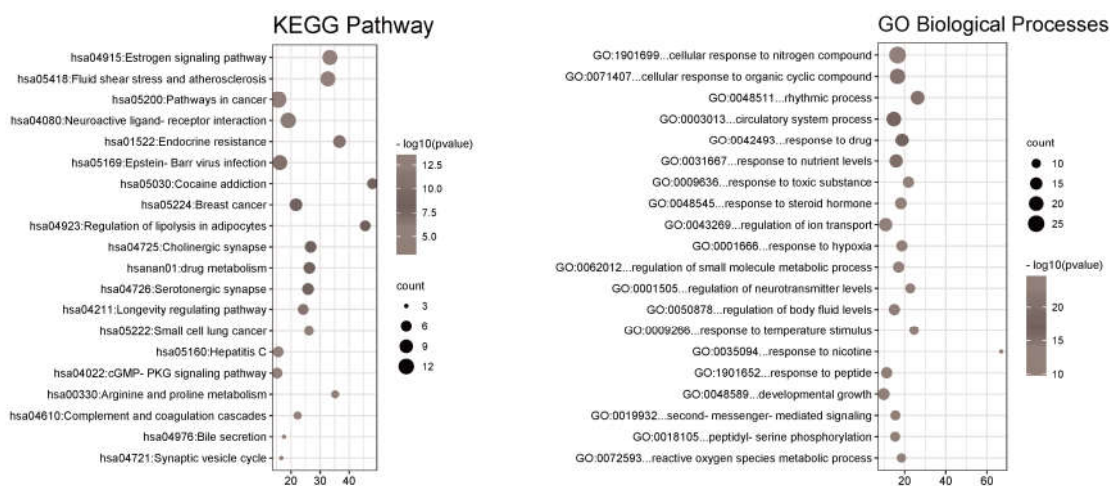 KEGG Pathway
hsa04915:Estrogen signaling pathway
hsa05418:Fluid shear stress and atherosclerosis
hsa05200:Pathways in cancer
hsa04080:Neuroactive ligand- receptor interaction
hsa01522:Endocrine resistance
hsa05169:Epstein- Barr virus infection
hsa05030:Cocaine addiction
hsa05224:Breast cancer
hsa04923:Regulation of lipolysis in adipocytes
hsa04725:Cholinergic synapse
hsanan01:drug metabolism
hsa04726:Serotonergic synapse
hsa04211:Longevity regulating pathway
hsa05222:Small cell lung cancer
hsa05160:Hepatitis C
hsa04022:cGMP- PKG signaling pathway
hsa00330:Arginine and proline metabolism
hsa04610:Complement and coagulation cascades
hsa04976:Bile secretion
hsa04721:Synaptic vesicle cycle
20 40
- log10(pvalue)
12.5
10.0
7.5
5.0
count
3
6
9
12
GO Biological Processes
GO:1901699...cellular response to nitrogen compound
GO:0071407...cellular response to organic cyclic compound
GO:0048511...rhythmic process
GO:0003013...circulatory system process
GO:0042493...response to drug
GO:0031667...response to nutrient levels
GO:0009636...response to toxic substance
GO:0048545...response to steroid hormone
GO:0043269...regulation of ion transport
GO:0001666...response to hypoxia
GO:0062012...regulation of small molecule metabolic process
GO:0001505...regulation of neurotransmitter levels
GO:0050878...regulation of body fluid levels
GO:0009266...response to temperature stimulus
GO:0035094...response to nicotine
GO:1901652...response to peptide
GO:0048589...developmental growth
GO:0019932...second- messenger- mediated signaling
GO:0018105...peptidyl- serine phosphorylation
GO:0072593...reactive oxygen species metabolic process
20 40 60
count
10
15
20
25
- log10(pvalue)
20
15
10